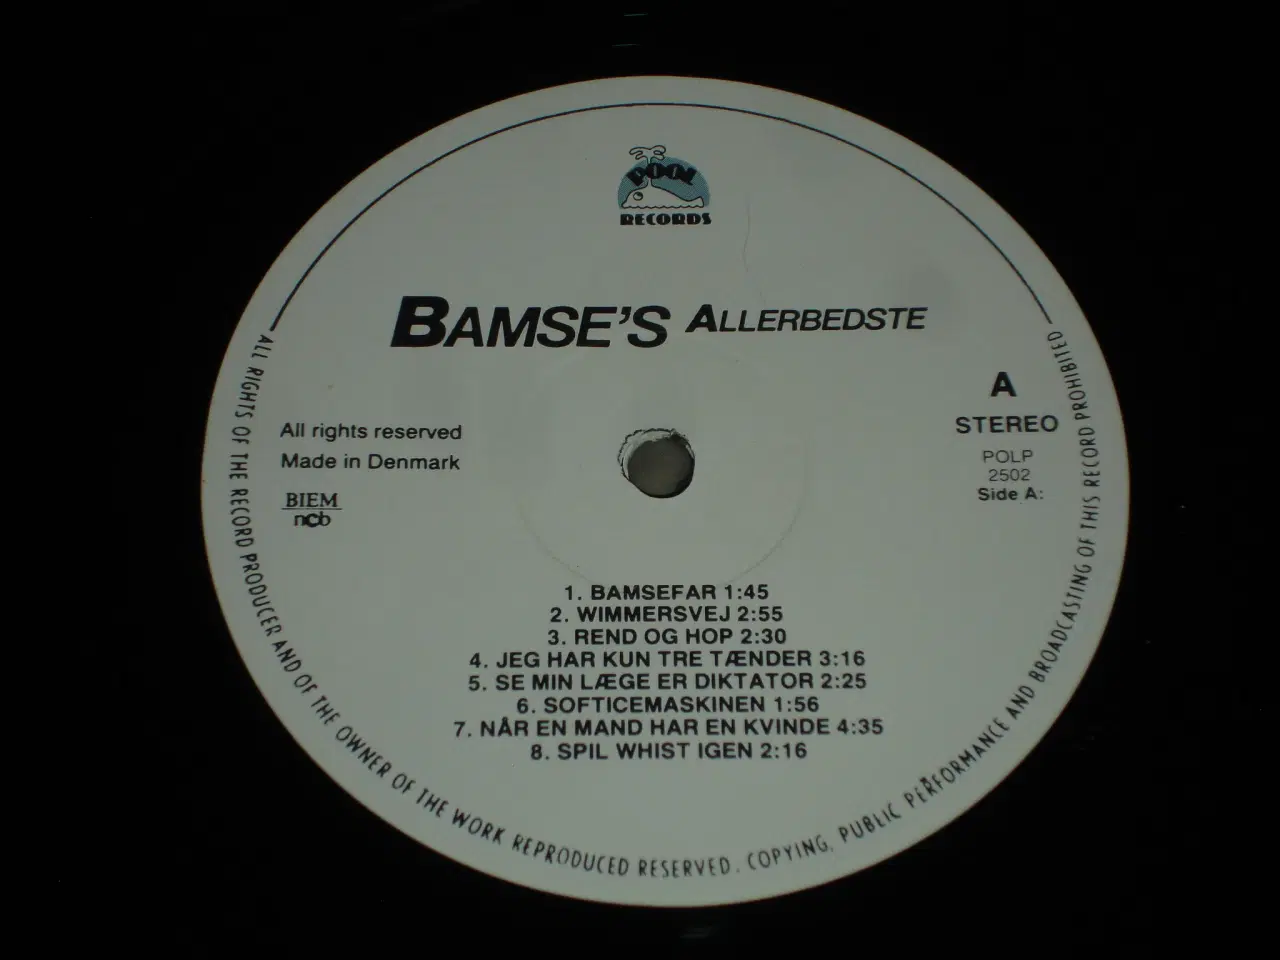 POOL
RECORDS
BAMSE'S ALLERBEDSTE
A
STEREO
POLP
2502
Side A:
All rights reserved
Made in Denmark
BIEM
ncb
1. BAMSEFAR 1:45
2. WIMMERSVEJ 2:55
3. REND OG HOP 2:30
4. JEG HAR KUN TRE TÆNDER 3:16
5. SE MIN LÆGE ER DIKTATOR 2:25
6. SOFTICEMASKINEN 1:56
7. NÅR EN MAND HAR EN KVINDE 4:35
8. SPIL WHIST IGEN 2:16
ALL RIGHTS OF THE RECORD PRODUCER AND OF THE OWNER OF THE WORK REPRODUCED RESERVED. COPYING, PUBLIC PERFORMANCE AND BROADCASTING OF THIS RECORD PROHIBITED